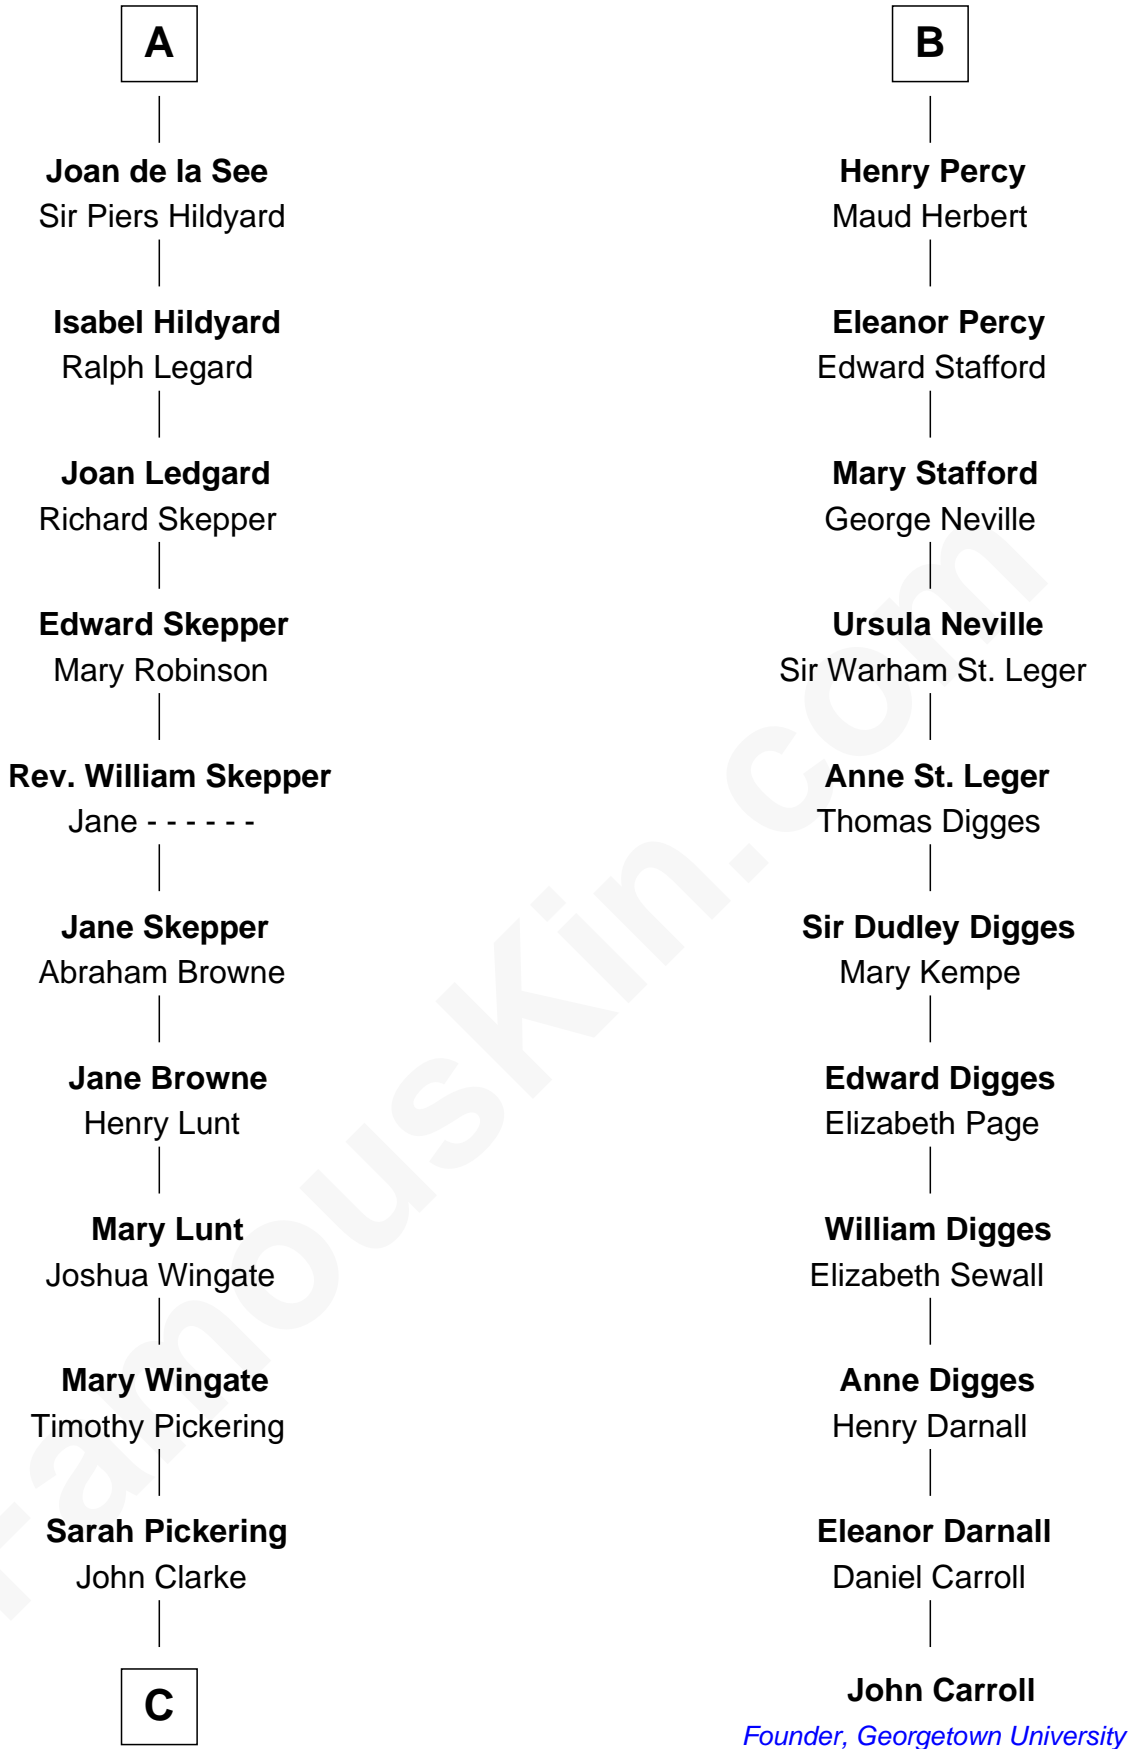 A
Joan de la See
Sir Piers Hildyard
Isabel Hildyard
Ralph Legard
Joan Ledgard
Richard Skepper
Edward Skepper
Mary Robinson
Rev. William Skepper
Jane - - - - - -
Jane Skepper
Abraham Browne
Jane Browne
Henry Lunt
Mary Lunt
Joshua Wingate
Mary Wingate
Timothy Pickering
Sarah Pickering
John Clarke
C
B
Henry Percy
Maud Herbert
Eleanor Percy
Edward Stafford
Mary Stafford
George Neville
Ursula Neville
Sir Warham St. Leger
Anne St. Leger
Thomas Digges
Sir Dudley Digges
Mary Kempe
Edward Digges
Elizabeth Page
William Digges
Elizabeth Sewall
Anne Digges
Henry Darnall
Eleanor Darnall
Daniel Carroll
John Carroll
Founder, Georgetown University
FamousKin.com